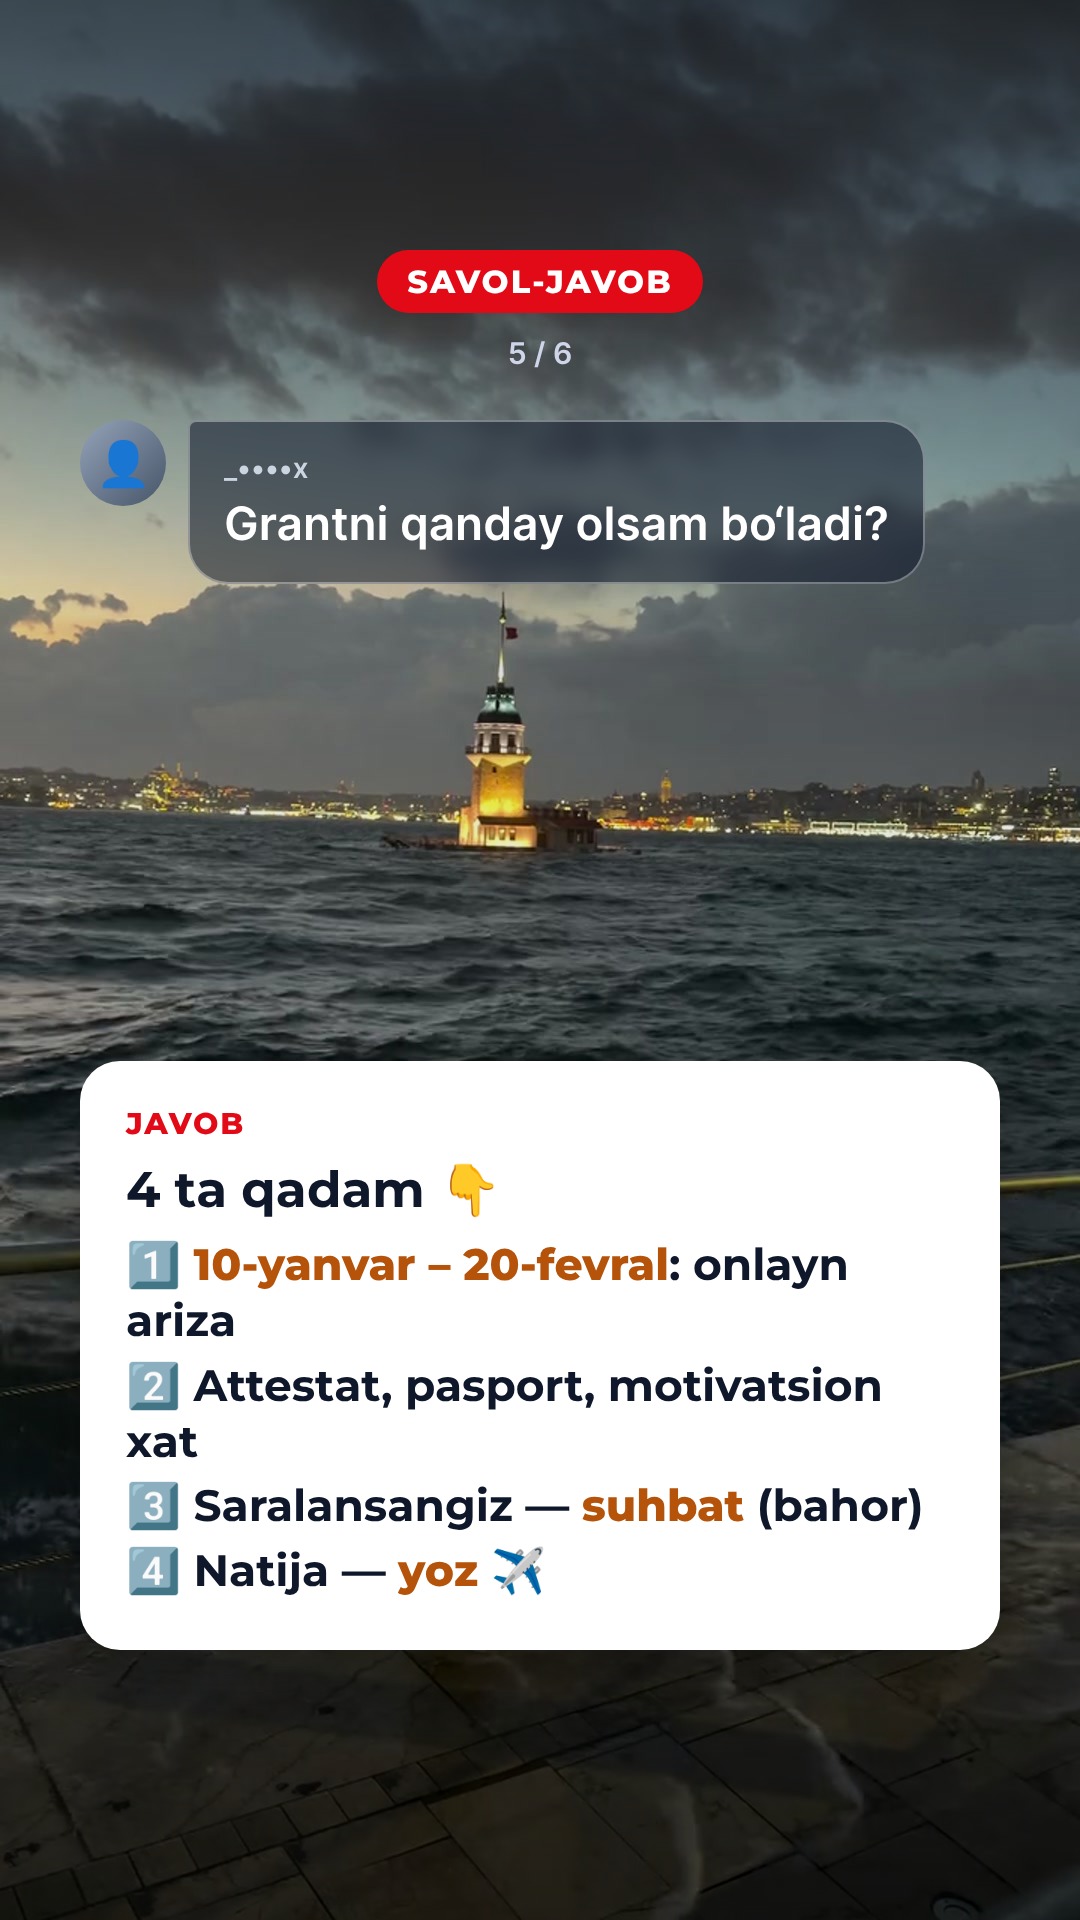 SAVOL-JAVOB
5 / 6
_••••x
Grantni qanday olsam bo‘ladi?
JAVOB
4 ta qadam 👇
1️⃣ 10-yanvar – 20-fevral: onlayn
ariza
2️⃣ Attestat, pasport, motivatsion
xat
3️⃣ Saralansangiz — suhbat (bahor)
4️⃣ Natija — yoz ✈️